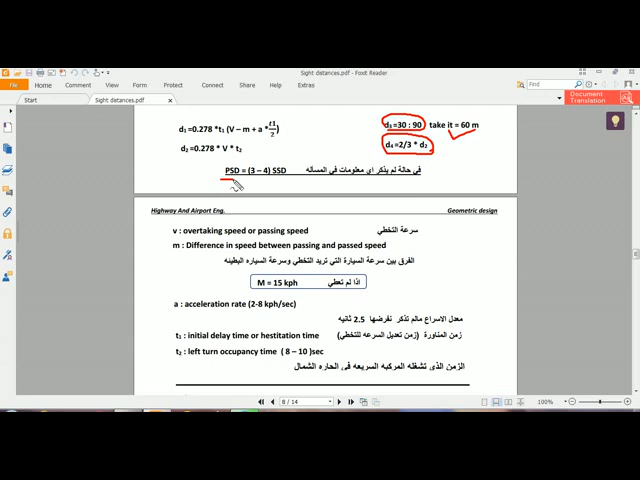 Sight distances.pdf - Foxit Reader
File Home Comment View Form Protect Share Help Extras
Find
Start Sight distances.pdf
Document Translation
d₁ =0.278 *t₁ (V – m + a *t1/2)
d₃ =30 : 90 take it = 60 m
d₂ =0.278 * V * t₂
d₄ =2/3 * d₂
PSD = (3 – 4) SSD في حالة لم يذكر اي معلومات في المسأله
Highway And Airport Eng. Geometric design
v : overtaking speed or passing speed سرعة التخطي
m : Difference in speed between passing and passed speed
الفرق بين سرعة السيارة التي تريد التخطي وسرعة السياره البطيئه
M = 15 kph اذا لم تعطي
a : acceleration rate (2-8 kph/sec)
معدل الاسراع مالم تذكر نفرضها 2.5 ثانيه
t₁ : initial delay time or hestitation time زمن المناورة (زمن تعديل السرعه للتخطي)
t₂ : left turn occupancy time ( 8 – 10 )sec
الزمن الذى تشغله المركبه السريعه فى الحاره الشمال
8 / 14 100%